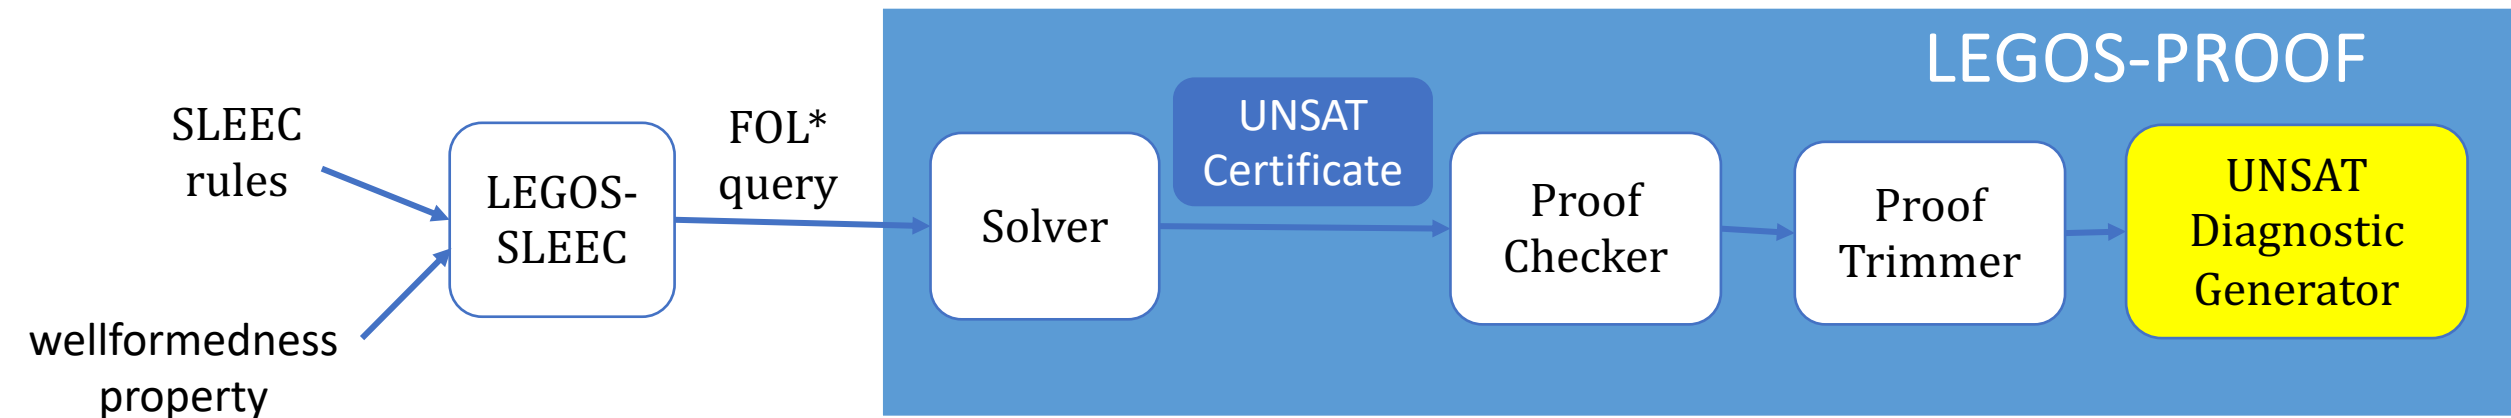 LEGOS-PROOF
SLEEC
rules
wellformedness
property
LEGOS-
SLEEC
FOL*
query
Solver
UNSAT
Certificate
Proof
Checker
Proof
Trimmer
UNSAT
Diagnostic
Generator